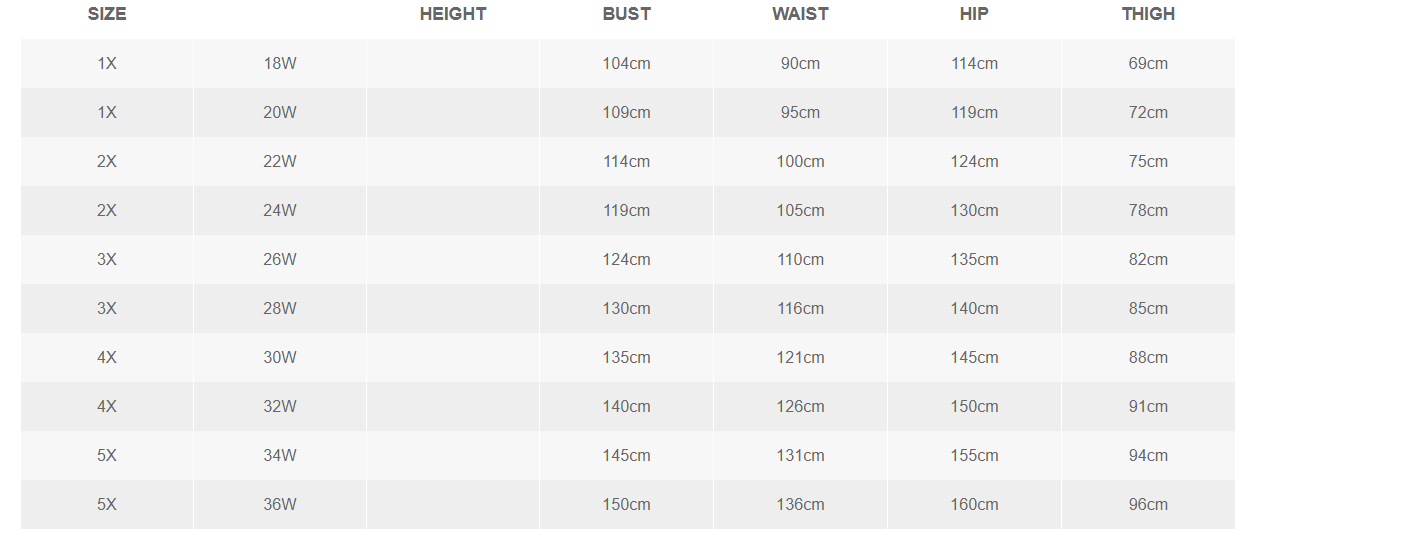 SIZE HEIGHT BUST WAIST HIP THIGH
1X 18W 104cm 90cm 114cm 69cm
1X 20W 109cm 95cm 119cm 72cm
2X 22W 114cm 100cm 124cm 75cm
2X 24W 119cm 105cm 130cm 78cm
3X 26W 124cm 110cm 135cm 82cm
3X 28W 130cm 116cm 140cm 85cm
4X 30W 135cm 121cm 145cm 88cm
4X 32W 140cm 126cm 150cm 91cm
5X 34W 145cm 131cm 155cm 94cm
5X 36W 150cm 136cm 160cm 96cm